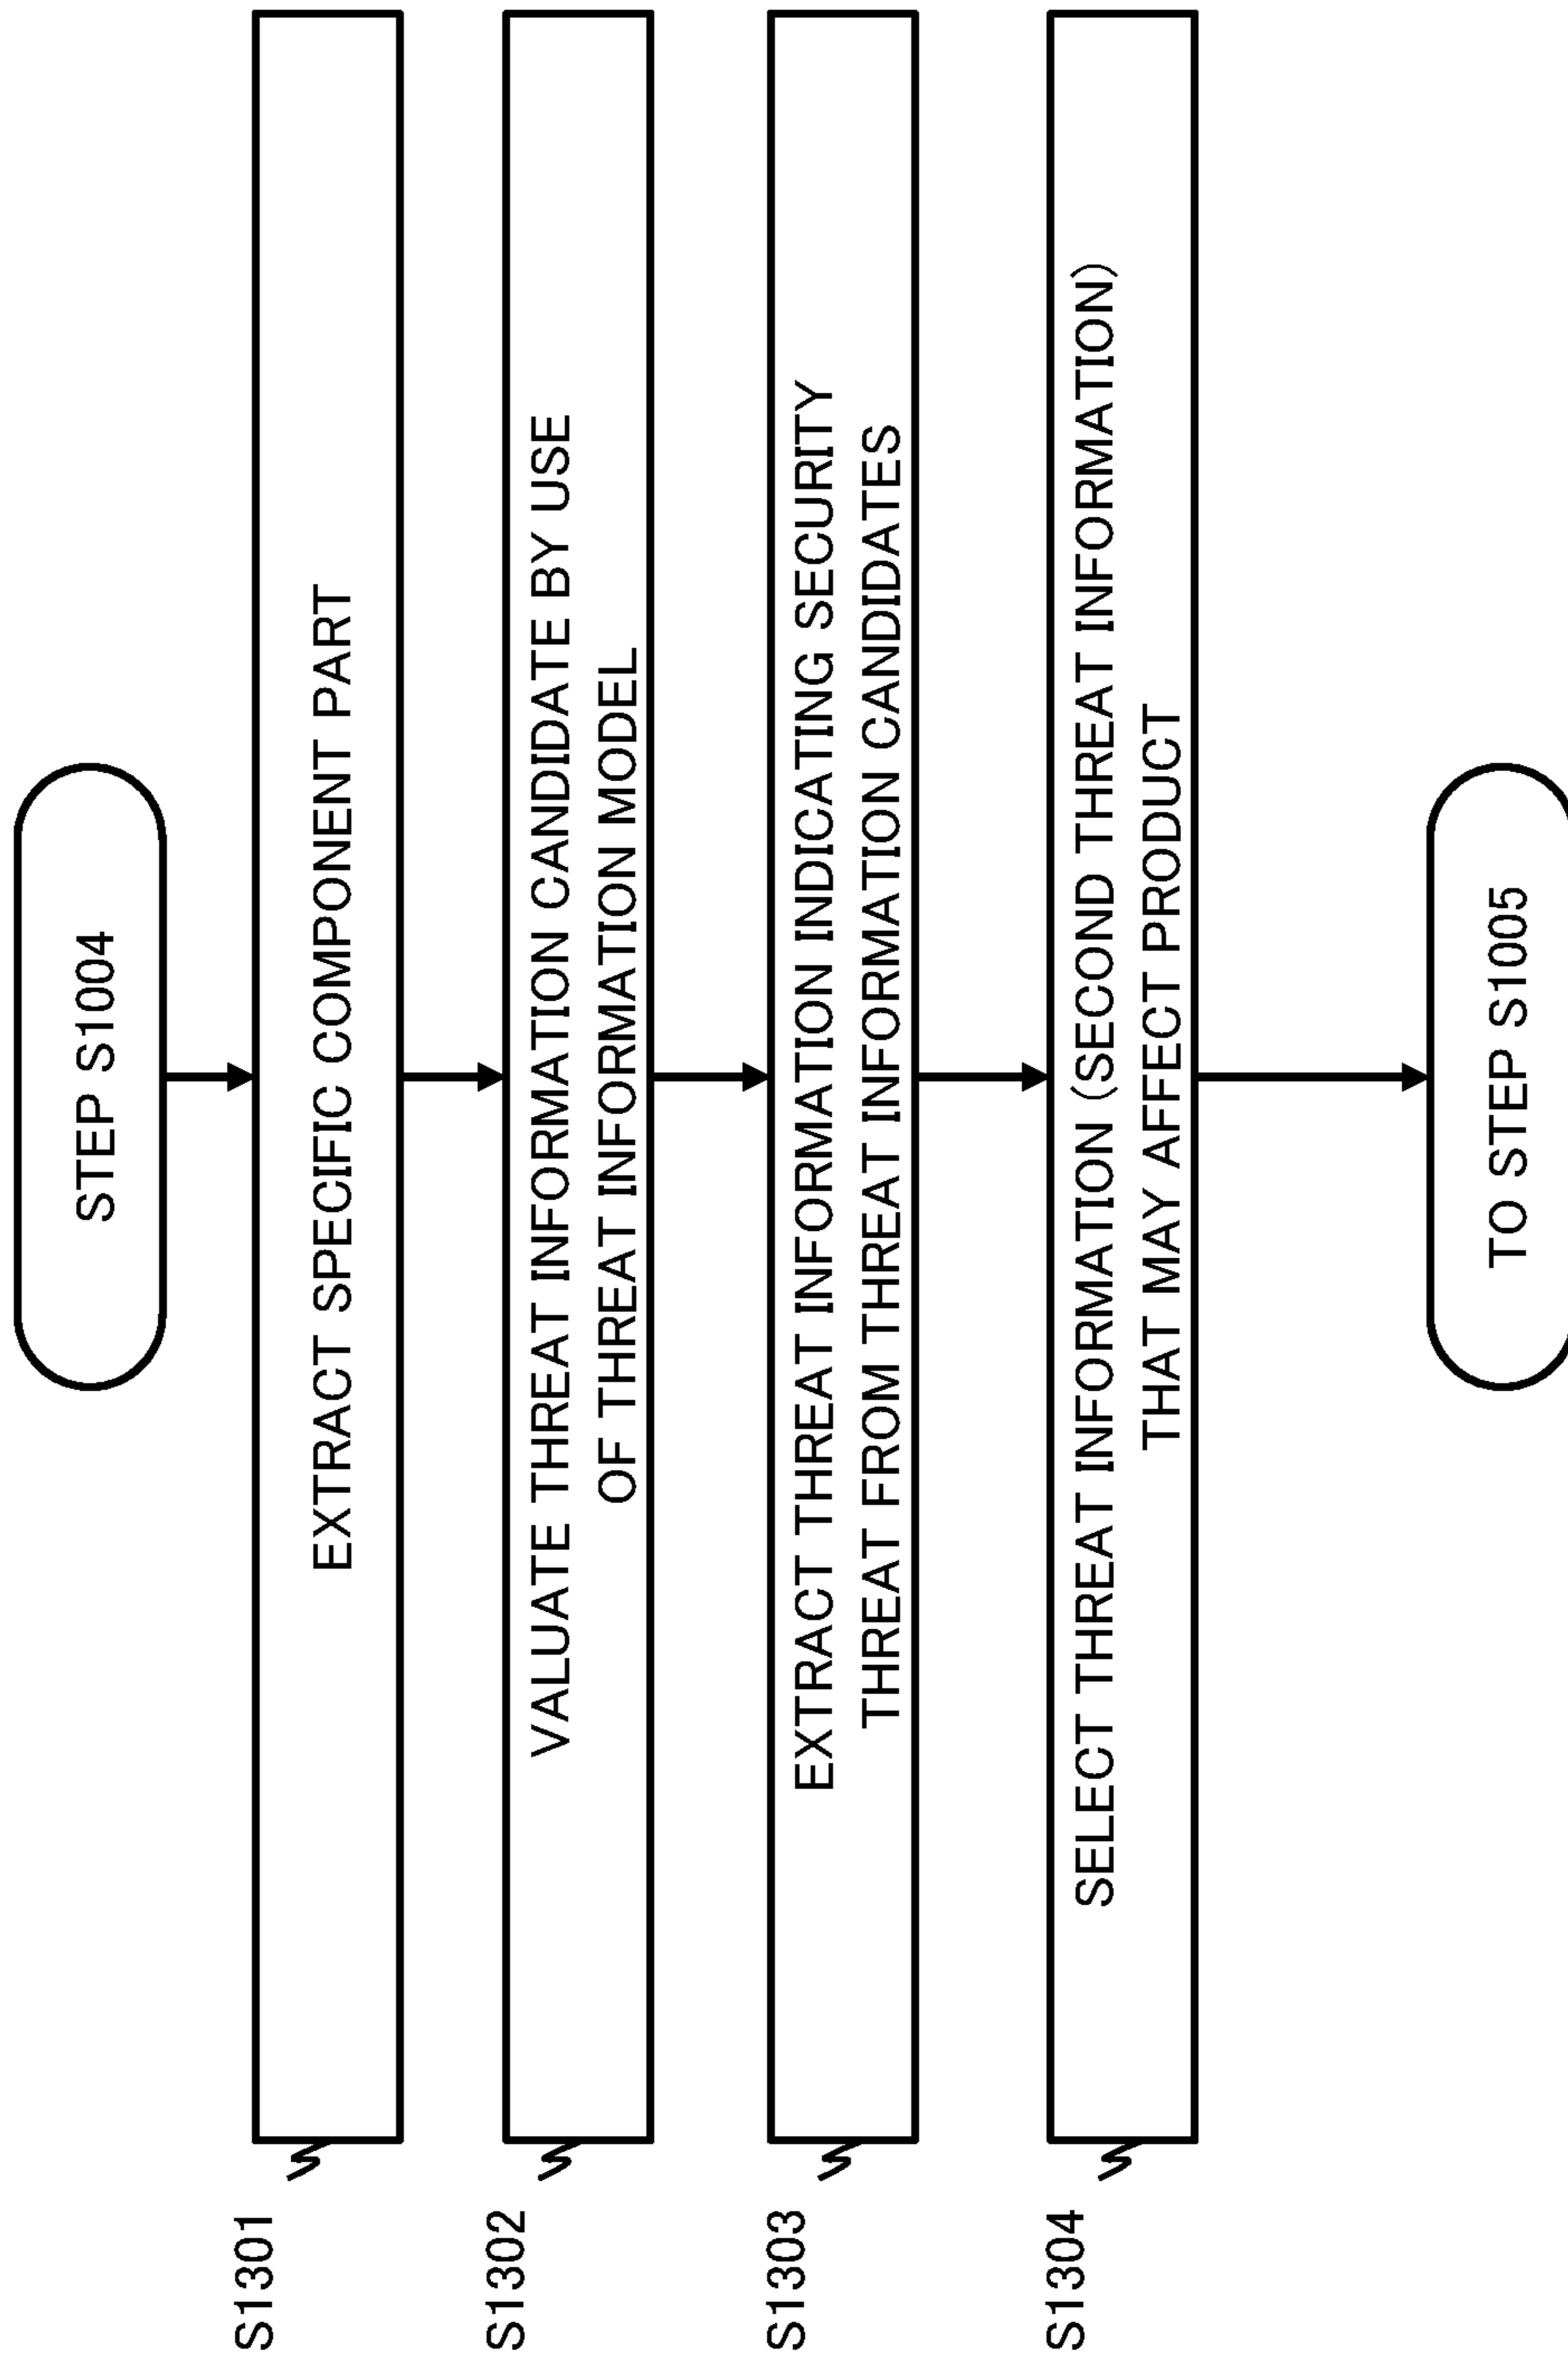 STEP S1004
S1301
EXTRACT SPECIFIC COMPONENT PART
S1302
VALUATE THREAT INFORMATION CANDIDATE BY USE
OF THREAT INFORMATION MODEL
S1303
EXTRACT THREAT INFORMATION INDICATING SECURITY
THREAT FROM THREAT INFORMATION CANDIDATES
S1304
SELECT THREAT INFORMATION (SECOND THREAT INFORMATION)
THAT MAY AFFECT PRODUCT
TO STEP S1005